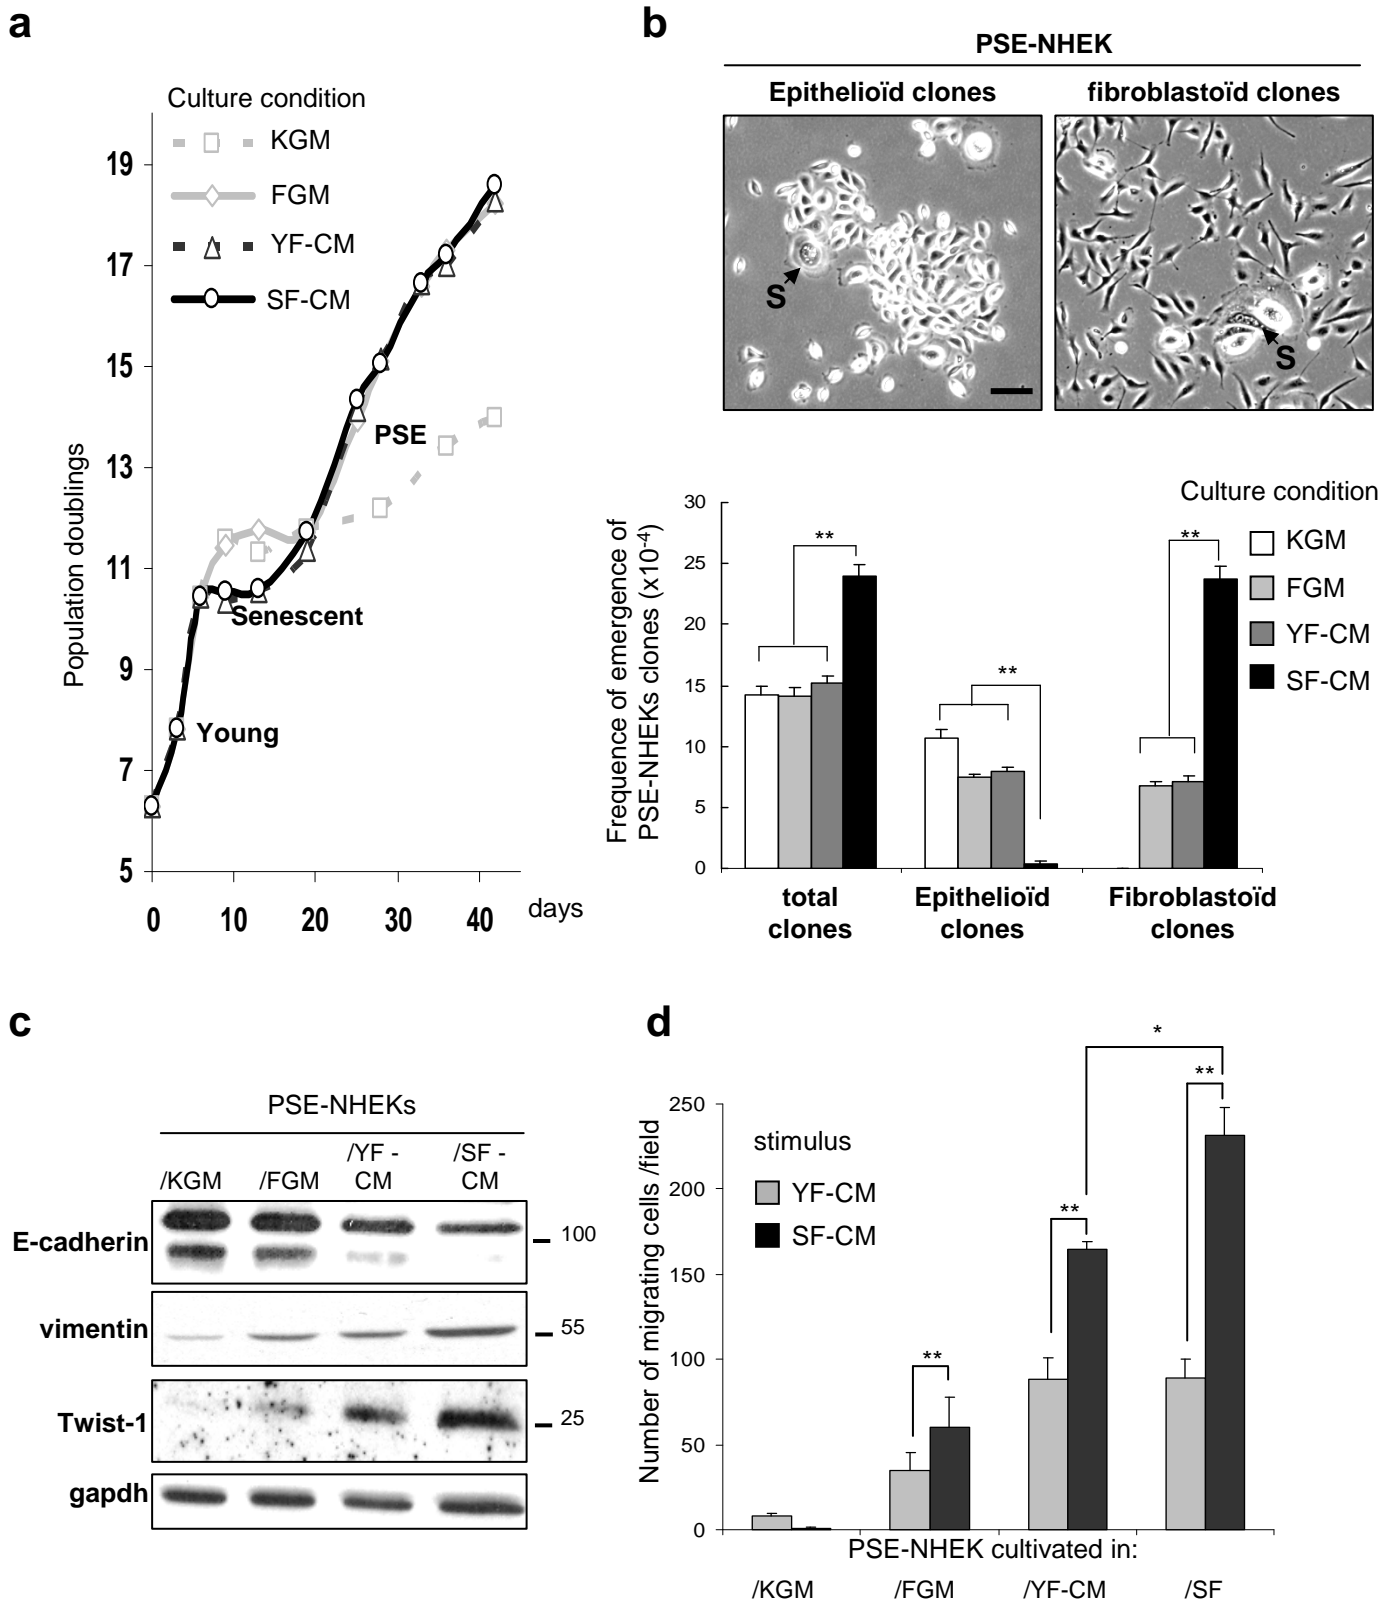 a
Culture condition
KGM
FGM
YF-CM
SF-CM
Population doublings
19
17
15
13
11
9
7
5
PSE
Senescent
Young
0 10 20 30 40 days
b
PSE-NHEK
Epithelioïd clones fibroblastoïd clones
S
S
Culture condition
KGM
FGM
YF-CM
SF-CM
Frequence of emergence of
PSE-NHEKs clones (x10-4)
30
25
20
15
10
5
0
**
**
**
total
clones
Epithelioïd
clones
Fibroblastoïd
clones
c
PSE-NHEKs
/KGM /FGM /YF - CM /SF - CM
E-cadherin 100
vimentin 55
Twist-1 25
gapdh
d
stimulus
YF-CM
SF-CM
Number of migrating cells /field
250
200
150
100
50
0
**
**
**
*
PSE-NHEK cultivated in:
/KGM /FGM /YF-CM /SF